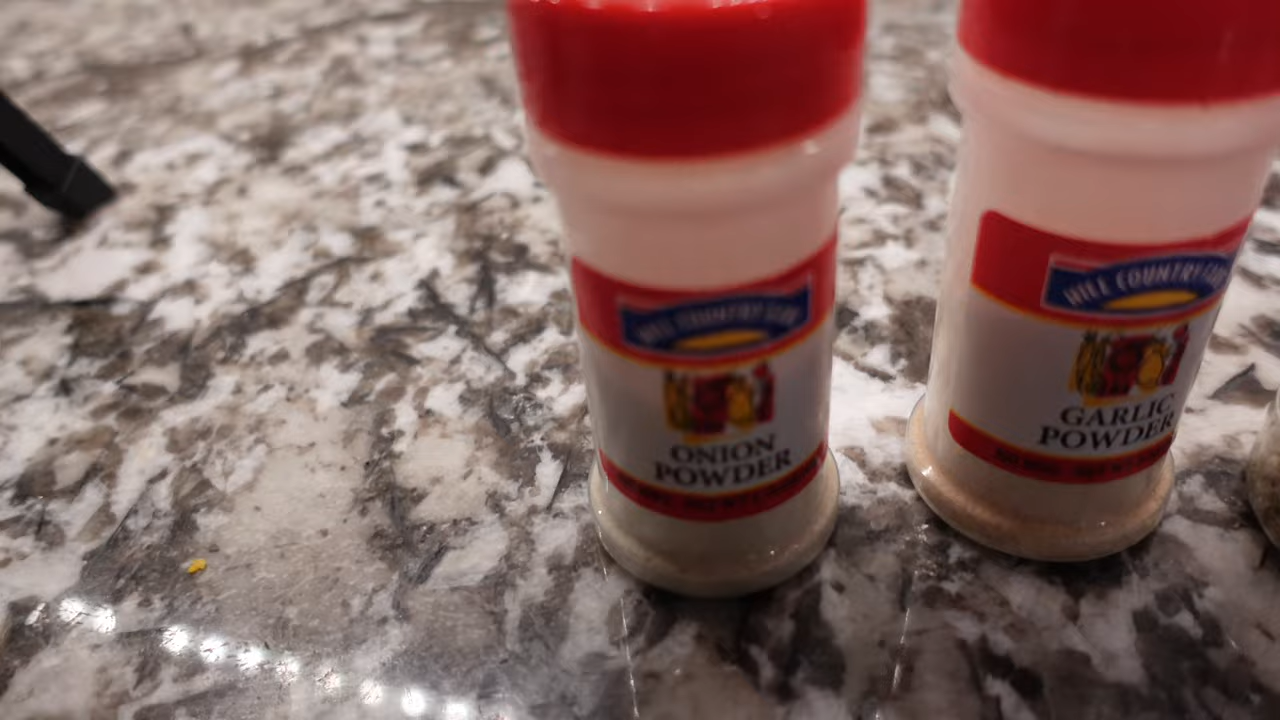 HILL COUNTRY FARE
ONION
POWDER
HILL COUNTRY FARE
GARLIC
POWDER